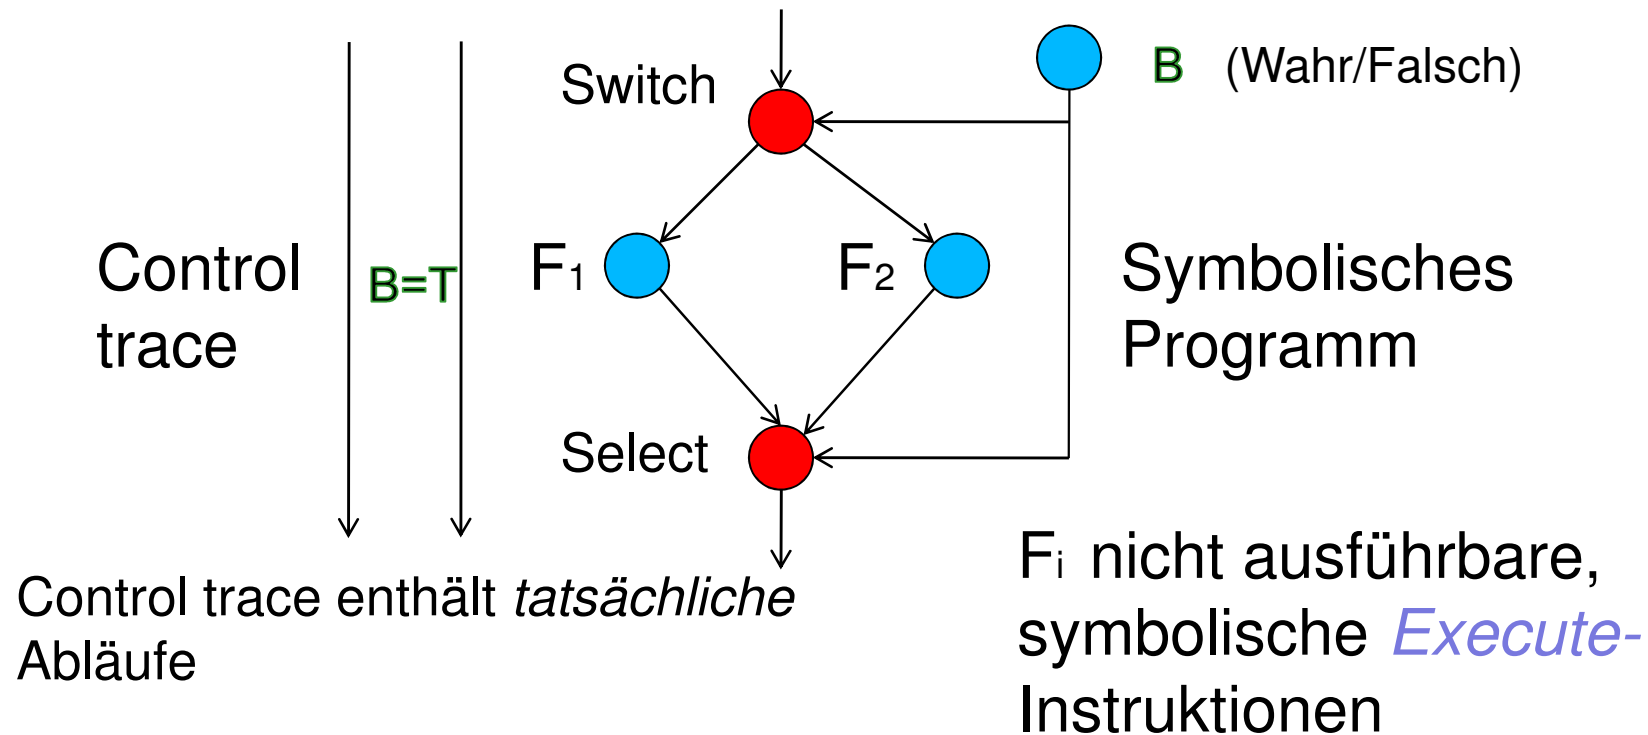 Switch
B (Wahr/Falsch)
Control
trace
B=T
F1
F2
Symbolisches
Programm
Select
Control trace enthält tatsächliche
Abläufe
Fi nicht ausführbare,
symbolische Execute-
Instruktionen